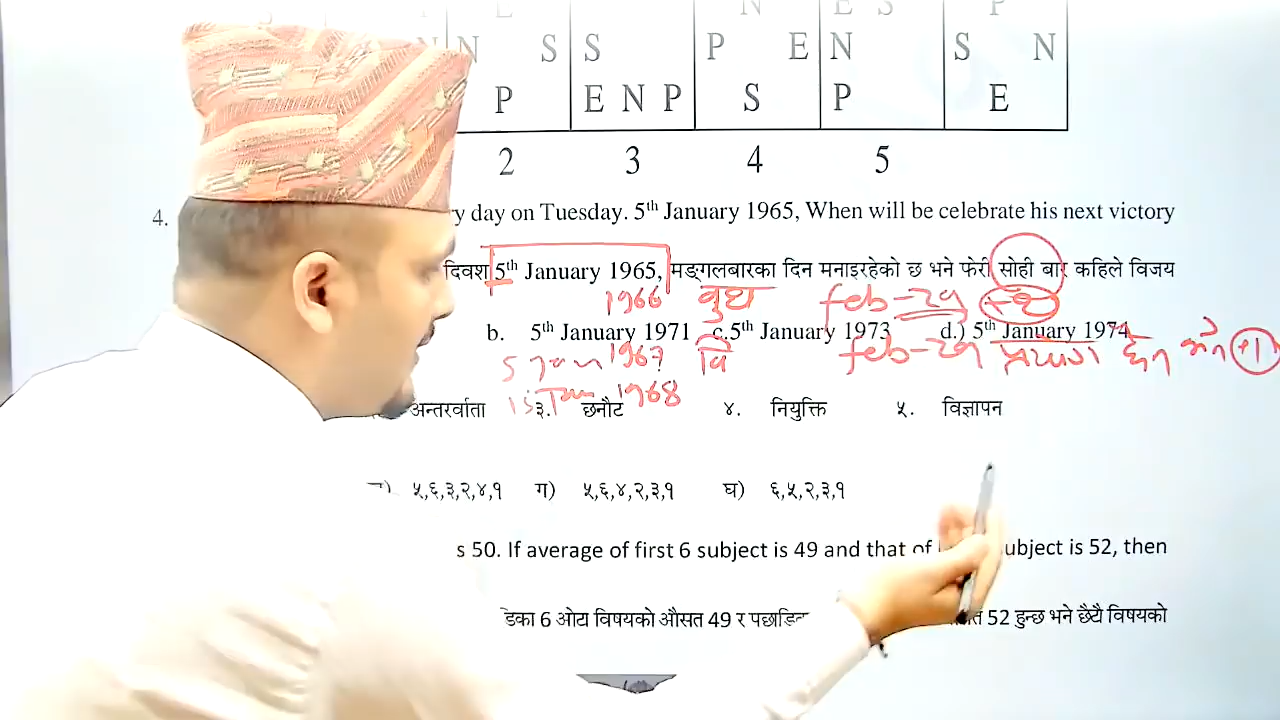 N S S P E N S N
P E N P S P E
2 3 4 5
4. y day on Tuesday. 5th January 1965, When will be celebrate his next victory
दिवश 5th January 1965, मङ्गलबारका दिन मनाइरहेको छ भने फेरी सोही बार कहिले विजय
1966 बुध feb-29
b. 5th January 1971 c.5th January 1973 d.) 5th January 1974
5 Jan 1967 वि feb-29 +1
1968
अन्तरर्वाता ३. छनौट ४. नियुक्ति ५. विज्ञापन
५,६,३,२,४,१ ग) ५,६,४,२,३,१ घ) ६,५,२,३,१
s 50. If average of first 6 subject is 49 and that of ubject is 52, then
डेका 6 ओटा विषयको औसत 49 र 52 हुन्छ भने छैटौ विषयको